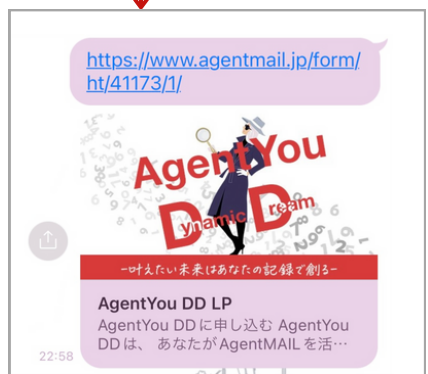 https://www.agentmail.jp/form/
ht/41173/1/
AgentYou
Dynamic Dream
-叶えたい未来はあなたの記録で創る-
AgentYou DD LP
AgentYou DDに申し込む AgentYou
DDは、 あなたがAgentMAILを活…
22:58